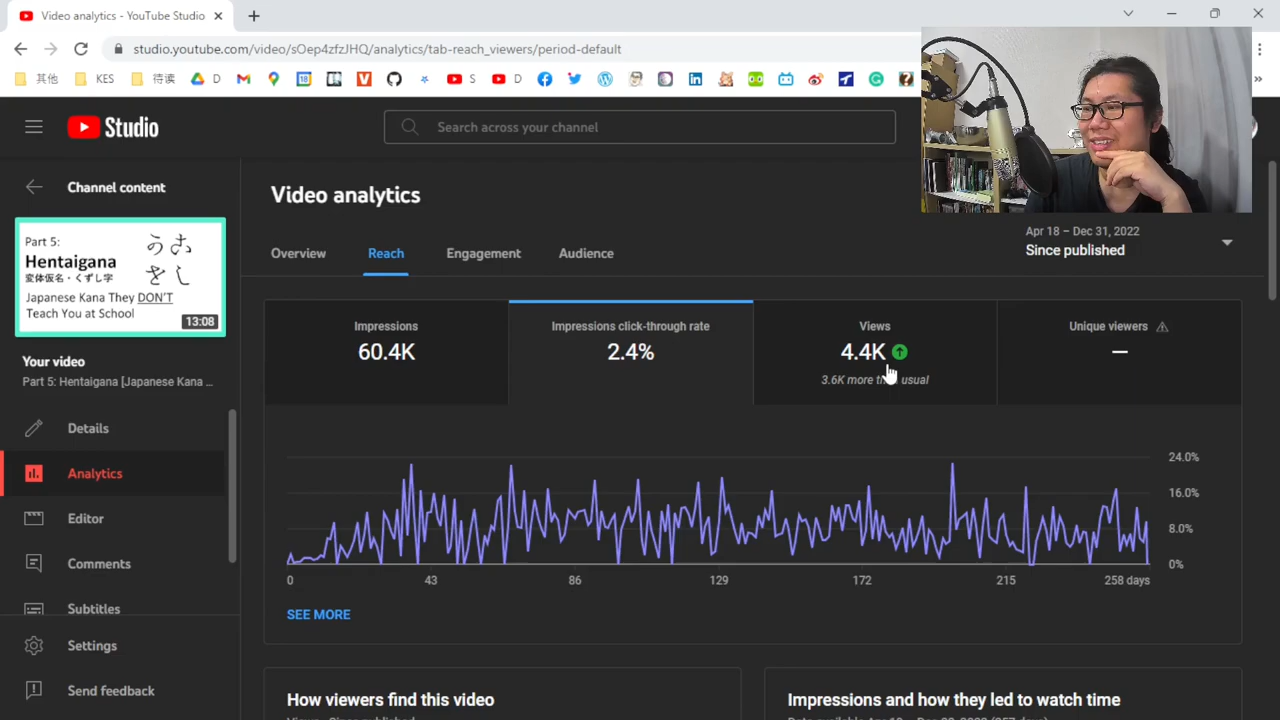 Video analytics - YouTube Studio
studio.youtube.com/video/sOep4zfzJHQ/analytics/tab-reach_viewers/period-default
其他
KES
待读
D
S
D
Studio
Search across your channel
Channel content
Part 5:
Hentaigana
変体仮名・くずし字
Japanese Kana They DON'T
Teach You at School
13:08
Your video
Part 5: Hentaigana [Japanese Kana ...
Details
Analytics
Editor
Comments
Subtitles
Settings
Send feedback
Video analytics
Apr 18 – Dec 31, 2022
Since published
Overview
Reach
Engagement
Audience
Impressions
60.4K
Impressions click-through rate
2.4%
Views
4.4K
3.6K more usual
Unique viewers
—
24.0%
16.0%
8.0%
0%
0 43 86 129 172 215 258 days
SEE MORE
How viewers find this video
Impressions and how they led to watch time